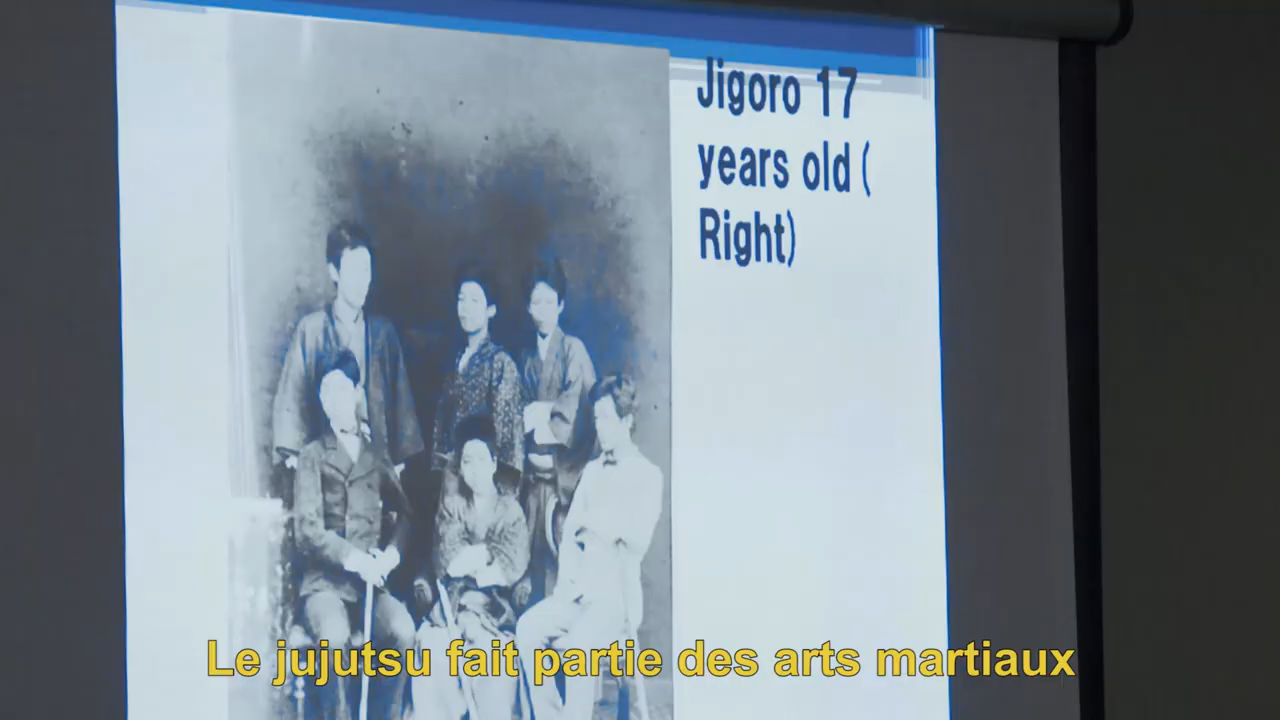 Jigoro 17
years old (
Right)
Le jujutsu fait partie des arts martiaux